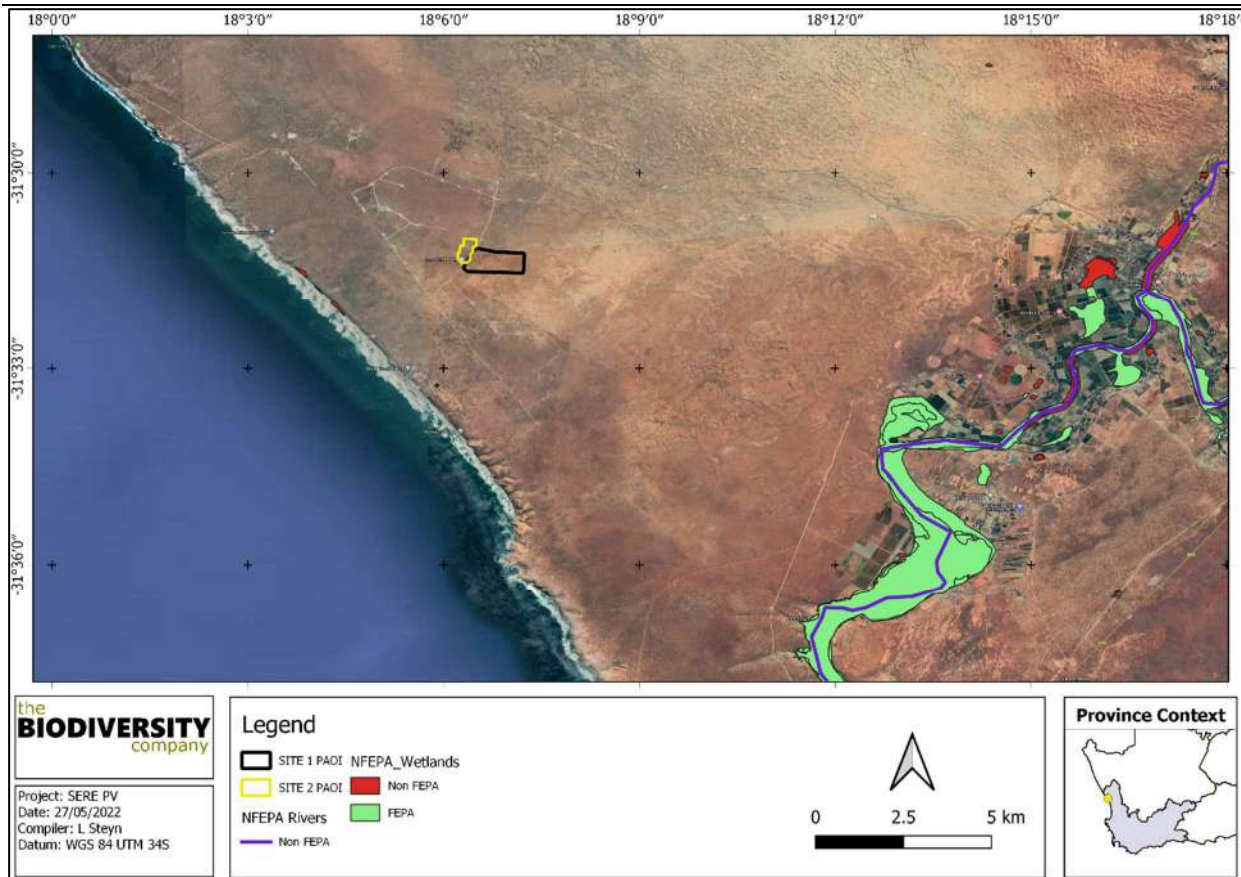 18°0′0″ 18°3′0″ 18°6′0″ 18°9′0″ 18°12′0″ 18°15′0″ 18°18′0″
-31°30′0″
-31°33′0″
-31°36′0″
the
BIODIVERSITY
company
Project: SERE PV
Date: 27/05/2022
Compiler: L Steyn
Datum: WGS 84 UTM 34S
Legend
SITE 1 PAOI
SITE 2 PAOI
NFEPA Rivers
Non FEPA
NFEPA_Wetlands
Non FEPA
FEPA
0 2.5 5 km
Province Context